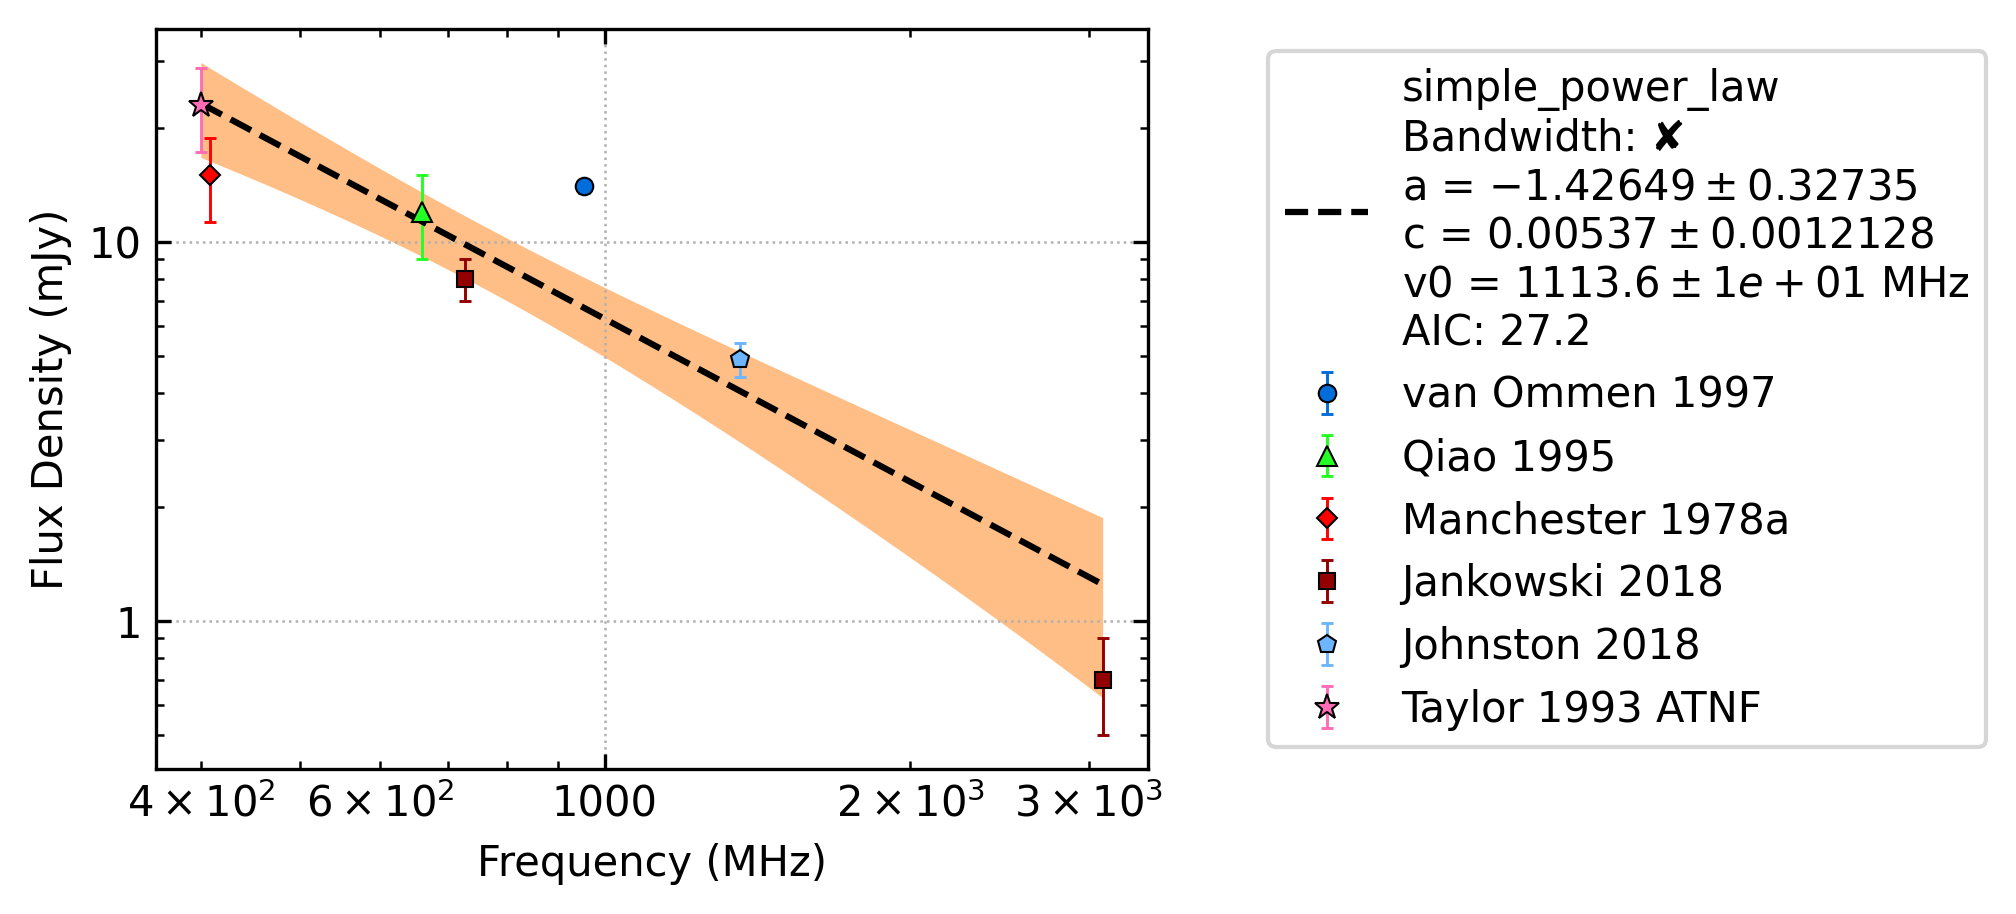 10
1
Flux Density (mJy)
4 × 10²
6 × 10²
1000
2 × 10³
3 × 10³
Frequency (MHz)
simple_power_law
Bandwidth: ✘
a = −1.42649 ± 0.32735
c = 0.00537 ± 0.0012128
v0 = 1113.6 ± 1e + 01 MHz
AIC: 27.2
van Ommen 1997
Qiao 1995
Manchester 1978a
Jankowski 2018
Johnston 2018
Taylor 1993 ATNF